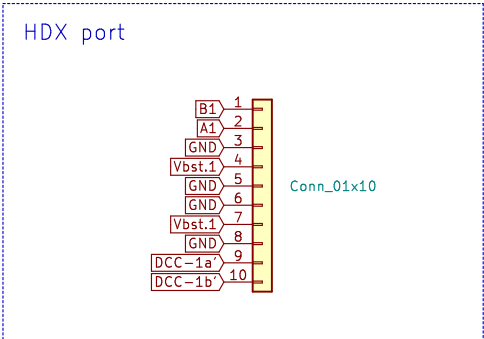 HDX port
B1 1
A1 2
GND 3
Vbst.1 4
GND 5
Conn_01x10
GND 6
Vbst.1 7
GND 8
DCC-1a´ 9
DCC-1b´ 10